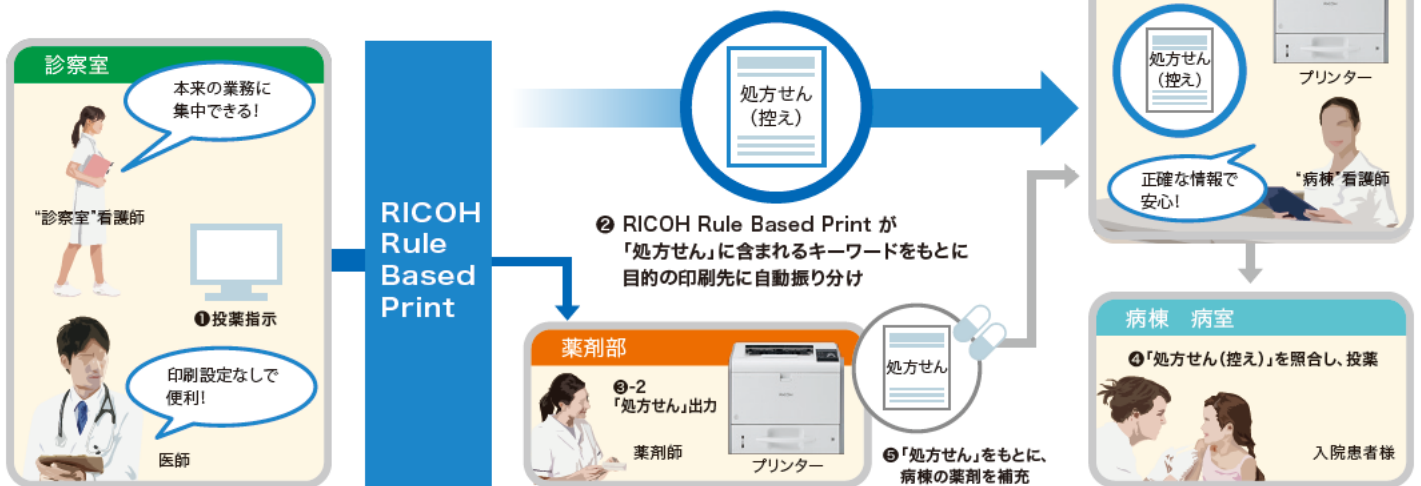 診察室
本来の業務に
集中できる!
“診察室”看護師
❶投薬指示
印刷設定なしで
便利!
医師
RICOH
Rule
Based
Print
処方せん
（控え）
❷ RICOH Rule Based Print が
「処方せん」に含まれるキーワードをもとに
目的の印刷先に自動振り分け
薬剤部
❸-2
「処方せん」出力
薬剤師
プリンター
処方せん
❺「処方せん」をもとに、
病棟の薬剤を補充
処方せん
（控え）
プリンター
正確な情報で
安心!
“病棟”看護師
病棟　病室
❹「処方せん（控え）」を照合し、投薬
入院患者様